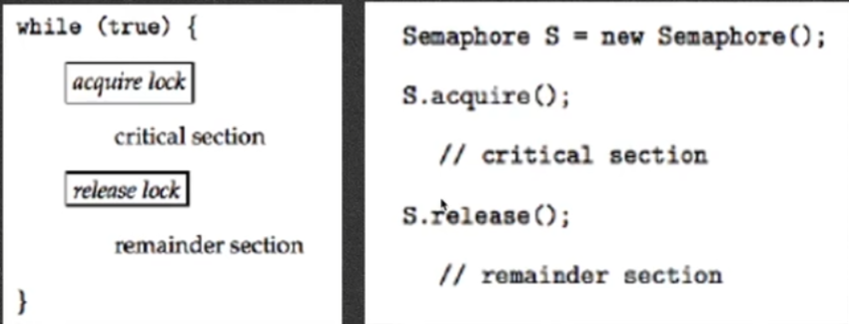 while (true) {
acquire lock
critical section
release lock
remainder section
}
Semaphore S = new Semaphore();
S.acquire();
// critical section
S.release();
// remainder section